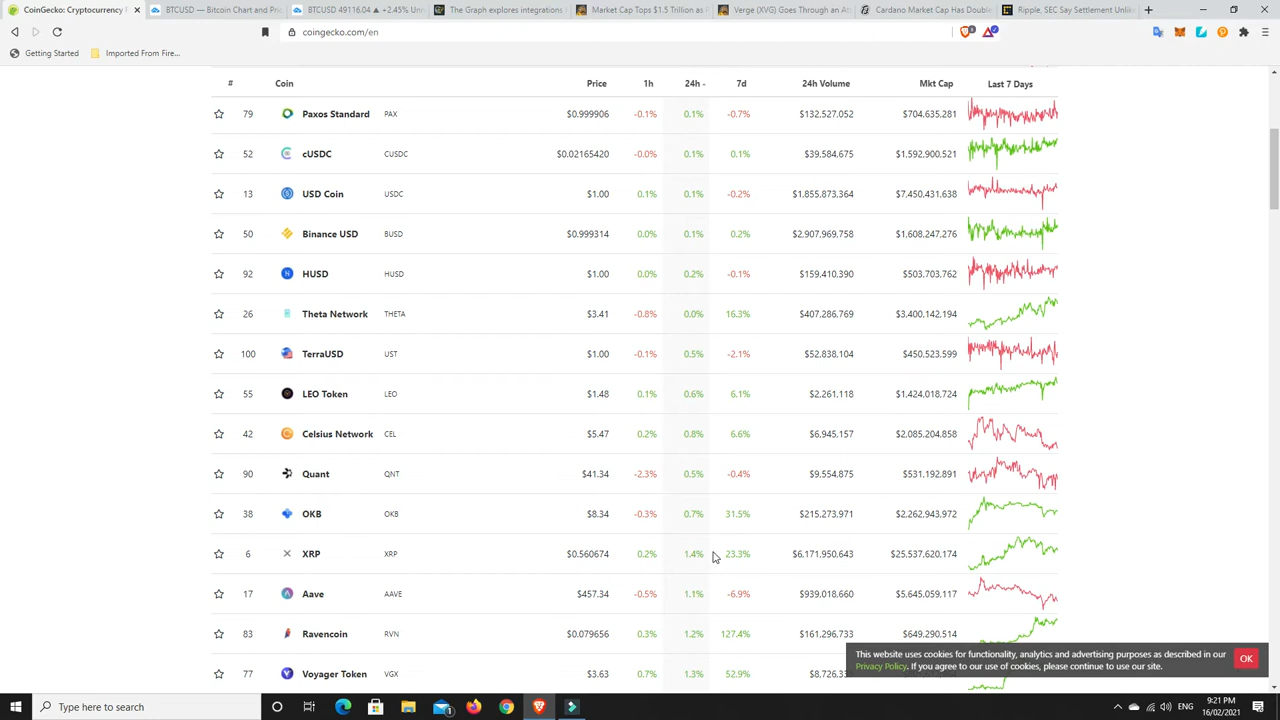 CoinGecko: Cryptocurrency P
BTCUSD — Bitcoin Chart and Pric
BTCUSD 49116.04 ▲ +2.45% Unn
The Graph explores integrations
Market Cap Tops $1.5 Trillion as F
Verge (XVG) Goes Through an At
Cardano Market Cap Has Double
Ripple, SEC Say Settlement Unlik
coingecko.com/en
Getting Started Imported From Fire...
# Coin Price 1h 24h 7d 24h Volume Mkt Cap Last 7 Days
79 Paxos Standard PAX $0.999906 -0.1% 0.1% -0.7% $132,527,052 $704,635,281
52 cUSDC CUSDC $0.02165420 -0.0% 0.1% 0.1% $39,584,675 $1,592,900,521
13 USD Coin USDC $1.00 0.1% 0.1% -0.2% $1,855,873,364 $7,450,431,638
50 Binance USD BUSD $0.999314 0.0% 0.1% 0.2% $2,907,969,758 $1,608,247,276
92 HUSD HUSD $1.00 0.0% 0.2% -0.1% $159,410,390 $503,703,762
26 Theta Network THETA $3.41 -0.8% 0.0% 16.3% $407,286,769 $3,400,142,194
100 TerraUSD UST $1.00 -0.1% 0.5% -2.1% $52,838,104 $450,523,599
55 LEO Token LEO $1.48 0.1% 0.6% 6.1% $2,261,118 $1,424,018,724
42 Celsius Network CEL $5.47 0.2% 0.8% 6.6% $6,945,157 $2,085,204,858
90 Quant QNT $41.34 -2.3% 0.5% -0.4% $9,554,875 $531,192,891
38 OKB OKB $8.34 -0.3% 0.7% 31.5% $215,273,971 $2,262,943,972
6 XRP XRP $0.560674 0.2% 1.4% 23.3% $6,171,950,643 $25,537,620,174
17 Aave AAVE $457.34 -0.5% 1.1% -6.9% $939,018,660 $5,645,059,117
83 Ravencoin RVN $0.079656 0.3% 1.2% 127.4% $161,296,733 $649,290,514
77 Voyager Token VGX $3.63 0.7% 1.3% 52.9% $8,726,33
This website uses cookies for functionality, analytics and advertising purposes as described in our
Privacy Policy. If you agree to our use of cookies, please continue to use our site.
OK
Type here to search
ENG
9:21 PM
16/02/2021